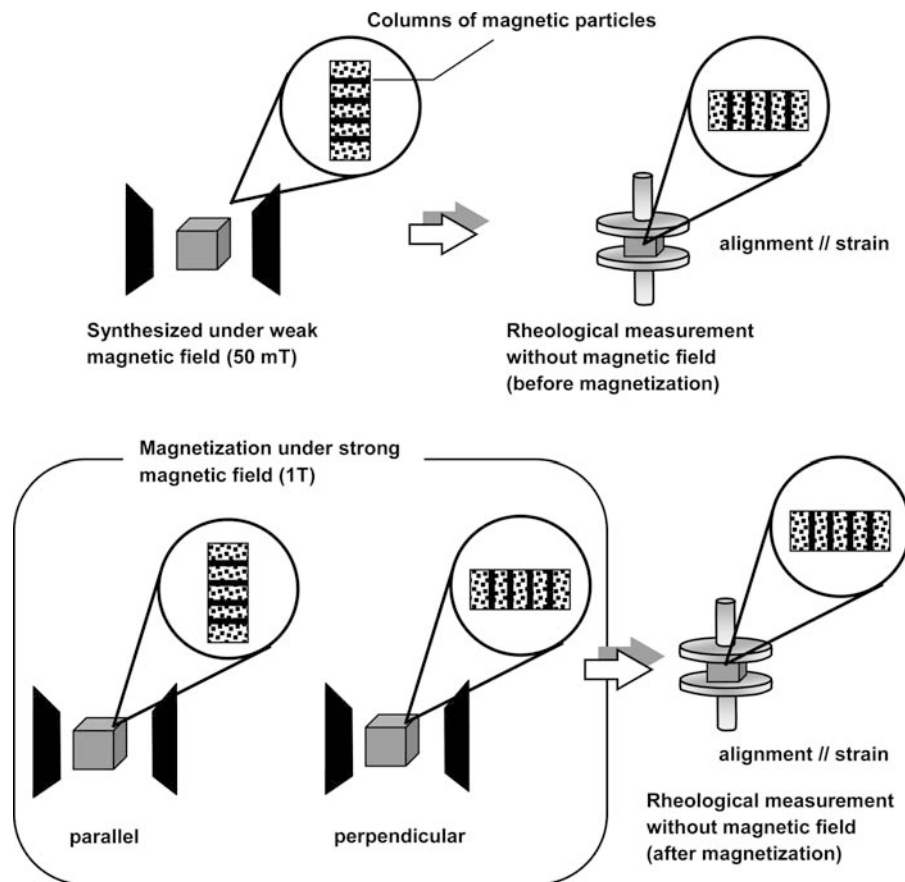 Columns of magnetic particles
alignment // strain
Synthesized under weak
magnetic field (50 mT)
Rheological measurement
without magnetic field
(before magnetization)
Magnetization under strong
magnetic field (1T)
parallel
perpendicular
alignment // strain
Rheological measurement
without magnetic field
(after magnetization)